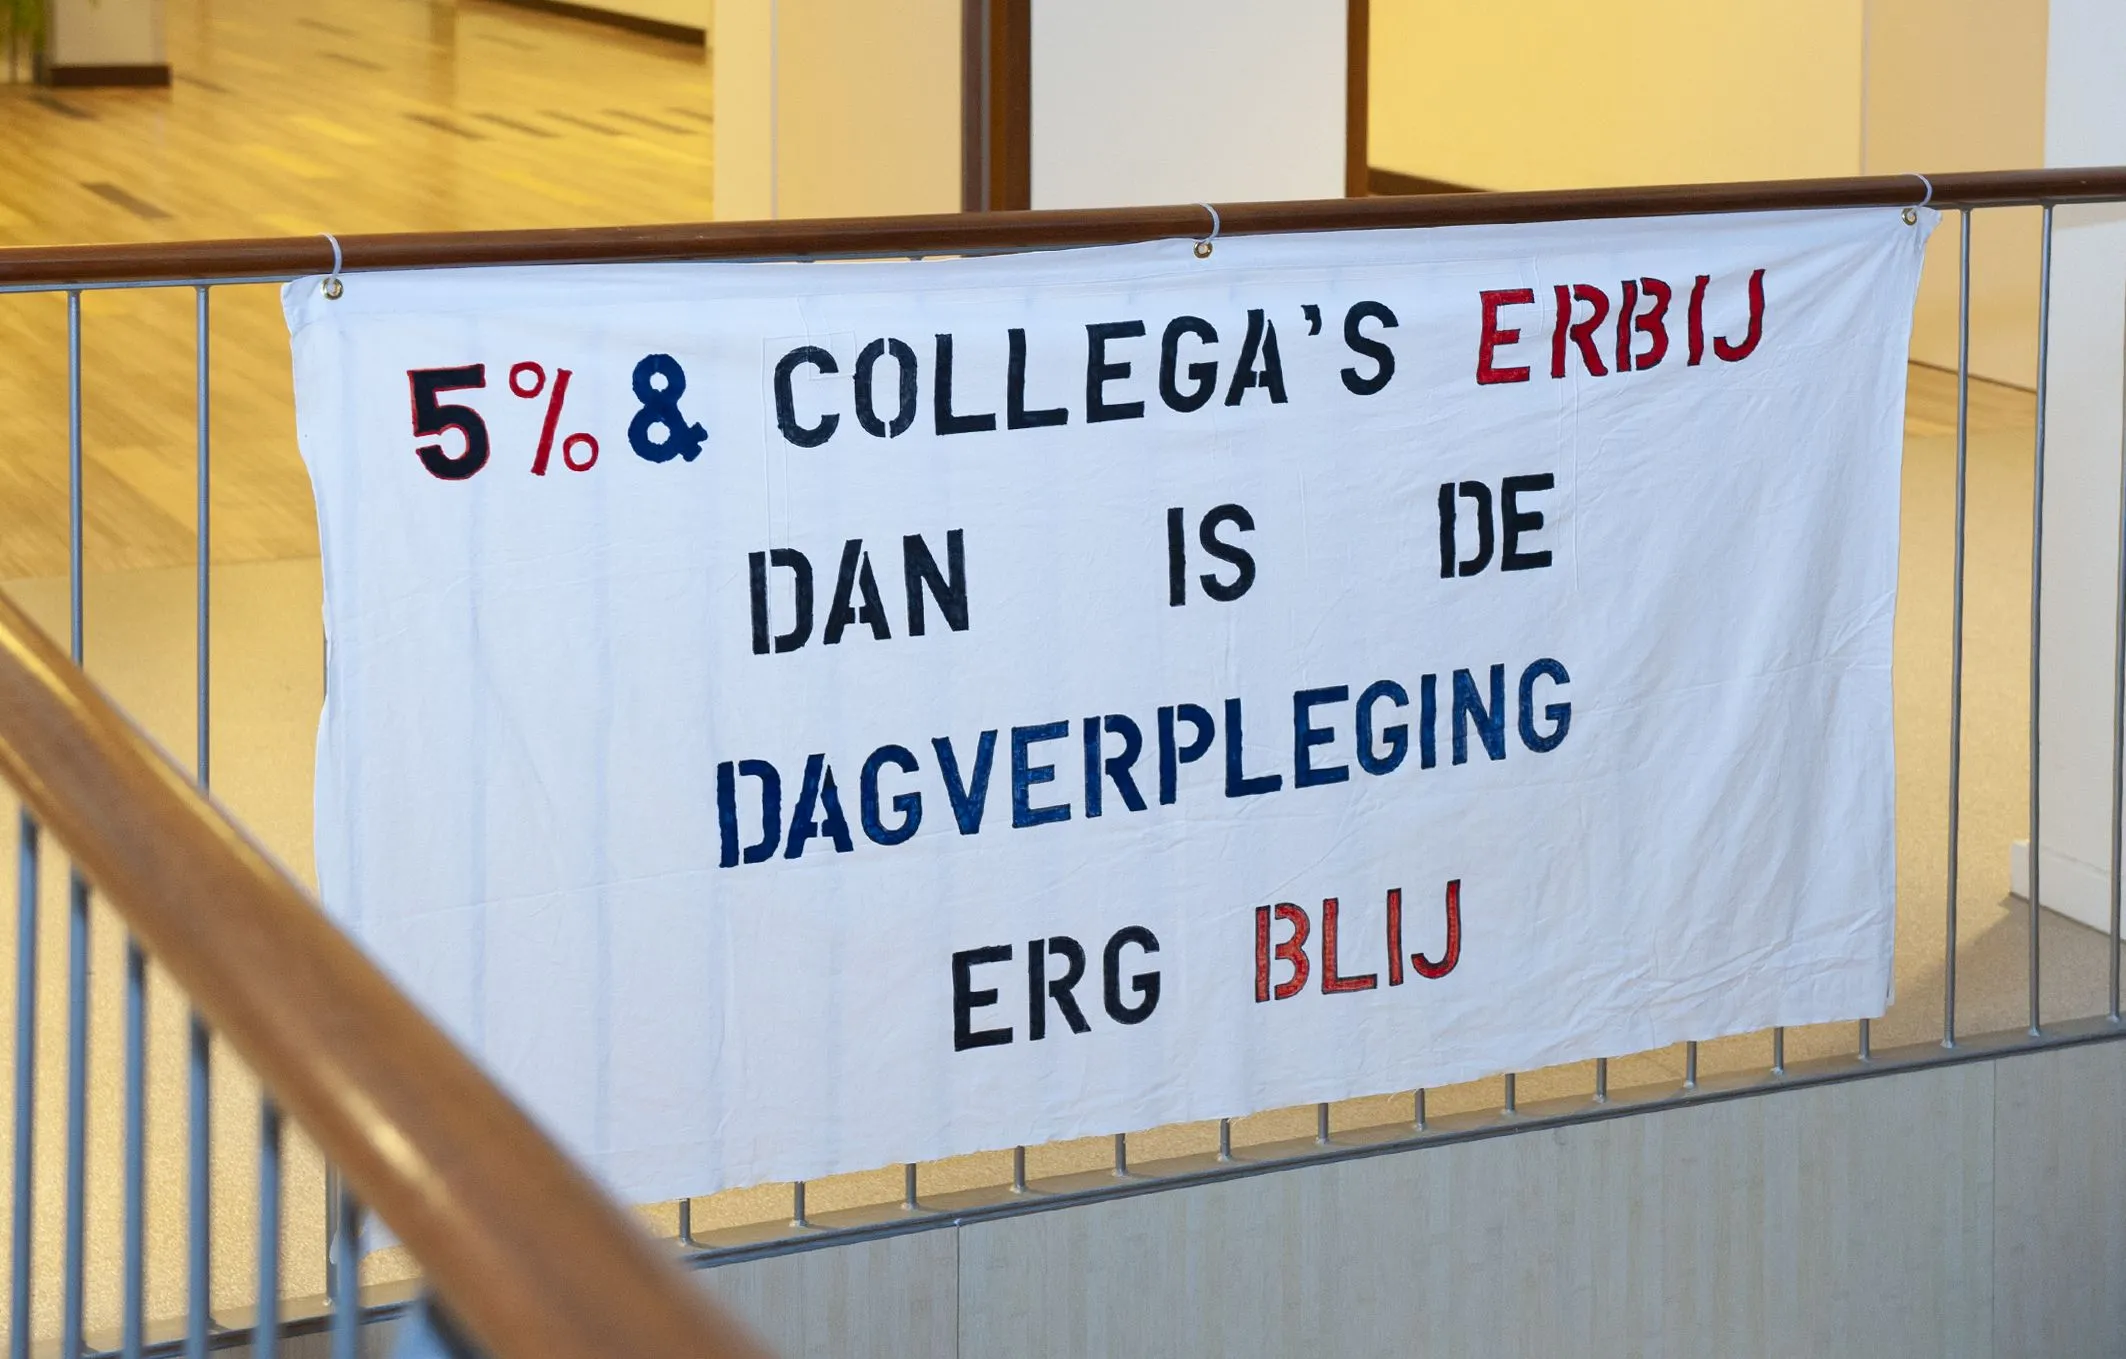 5% & COLLEGA'S ERBIJ
DAN IS DE
DAGVERPLEGING
ERG BLIJ